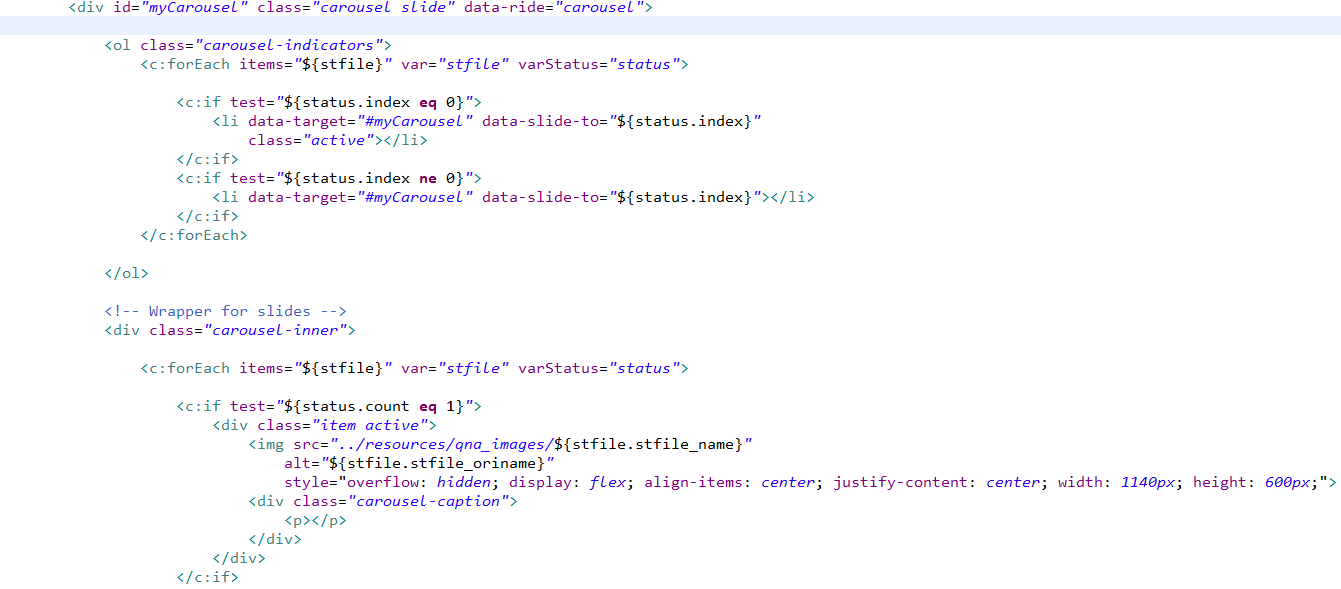 <div id="myCarousel" class="carousel slide" data-ride="carousel">
<ol class="carousel-indicators">
<c:forEach items="${stfile}" var="stfile" varStatus="status">
<c:if test="${status.index eq 0}">
<li data-target="#myCarousel" data-slide-to="${status.index}"
class="active"></li>
</c:if>
<c:if test="${status.index ne 0}">
<li data-target="#myCarousel" data-slide-to="${status.index}"></li>
</c:if>
</c:forEach>
</ol>
<!-- Wrapper for slides -->
<div class="carousel-inner">
<c:forEach items="${stfile}" var="stfile" varStatus="status">
<c:if test="${status.count eq 1}">
<div class="item active">
<img src="../resources/qna_images/${stfile.stfile_name}"
alt="${stfile.stfile_oriname}"
style="overflow: hidden; display: flex; align-items: center; justify-content: center; width: 1140px; height: 600px;">
<div class="carousel-caption">
<p></p>
</div>
</div>
</c:if>